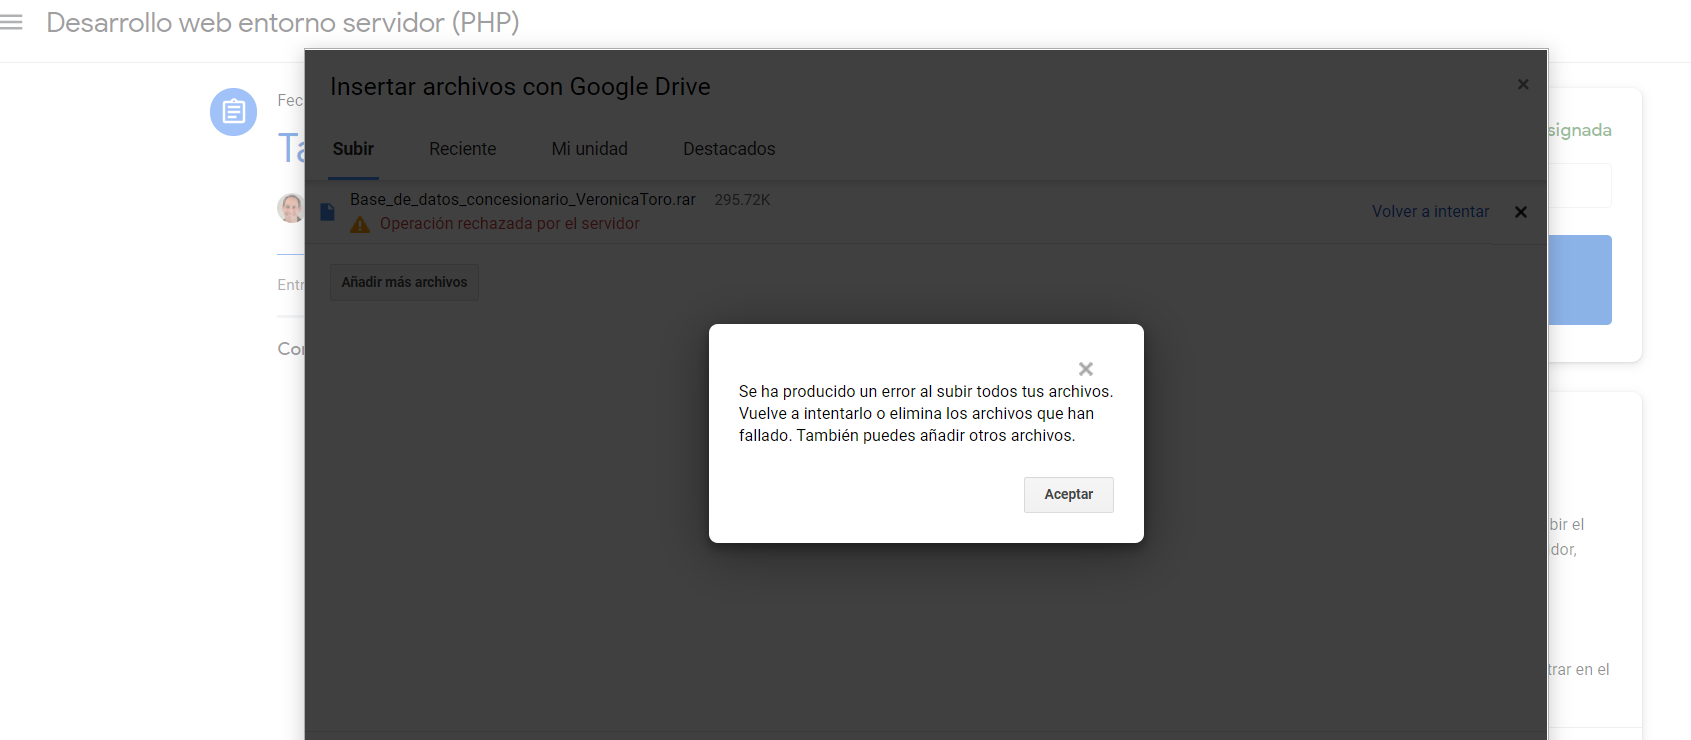 Desarrollo web entorno servidor (PHP)
Fec
Ta
Entr
Con
Insertar archivos con Google Drive
Subir Reciente Mi unidad Destacados
Base_de_datos_concesionario_VeronicaToro.rar 295.72K
Operación rechazada por el servidor
Volver a intentar
Añadir más archivos
Se ha producido un error al subir todos tus archivos.
Vuelve a intentarlo o elimina los archivos que han
fallado. También puedes añadir otros archivos.
Aceptar
signada
bir el
dor,
trar en el